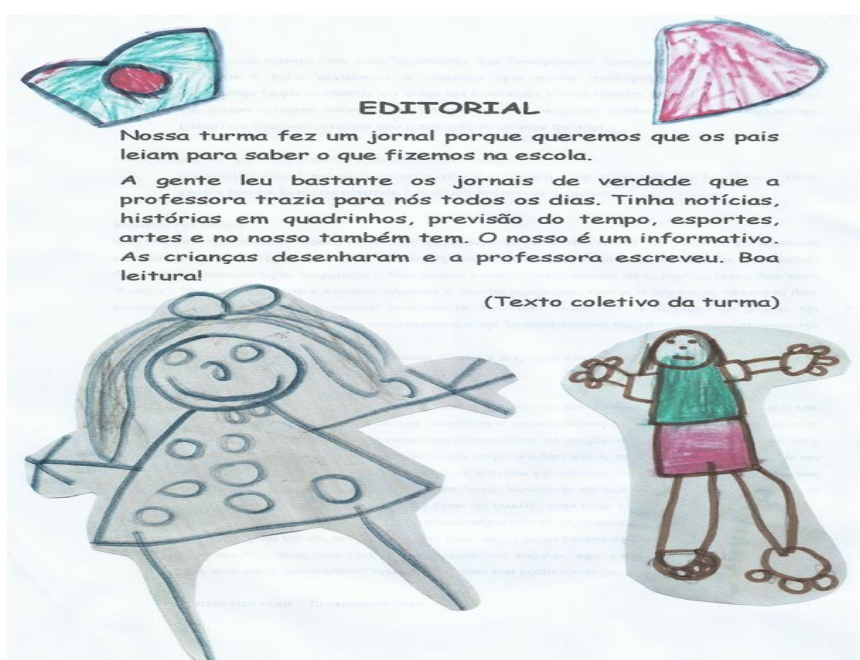 EDITORIAL
Nossa turma fez um jornal porque queremos que os pais
leiam para saber o que fizemos na escola.
A gente leu bastante os jornais de verdade que a
professora trazia para nós todos os dias. Tinha notícias,
histórias em quadrinhos, previsão do tempo, esportes,
artes e no nosso também tem. O nosso é um informativo.
As crianças desenharam e a professora escreveu. Boa
leitura!
(Texto coletivo da turma)